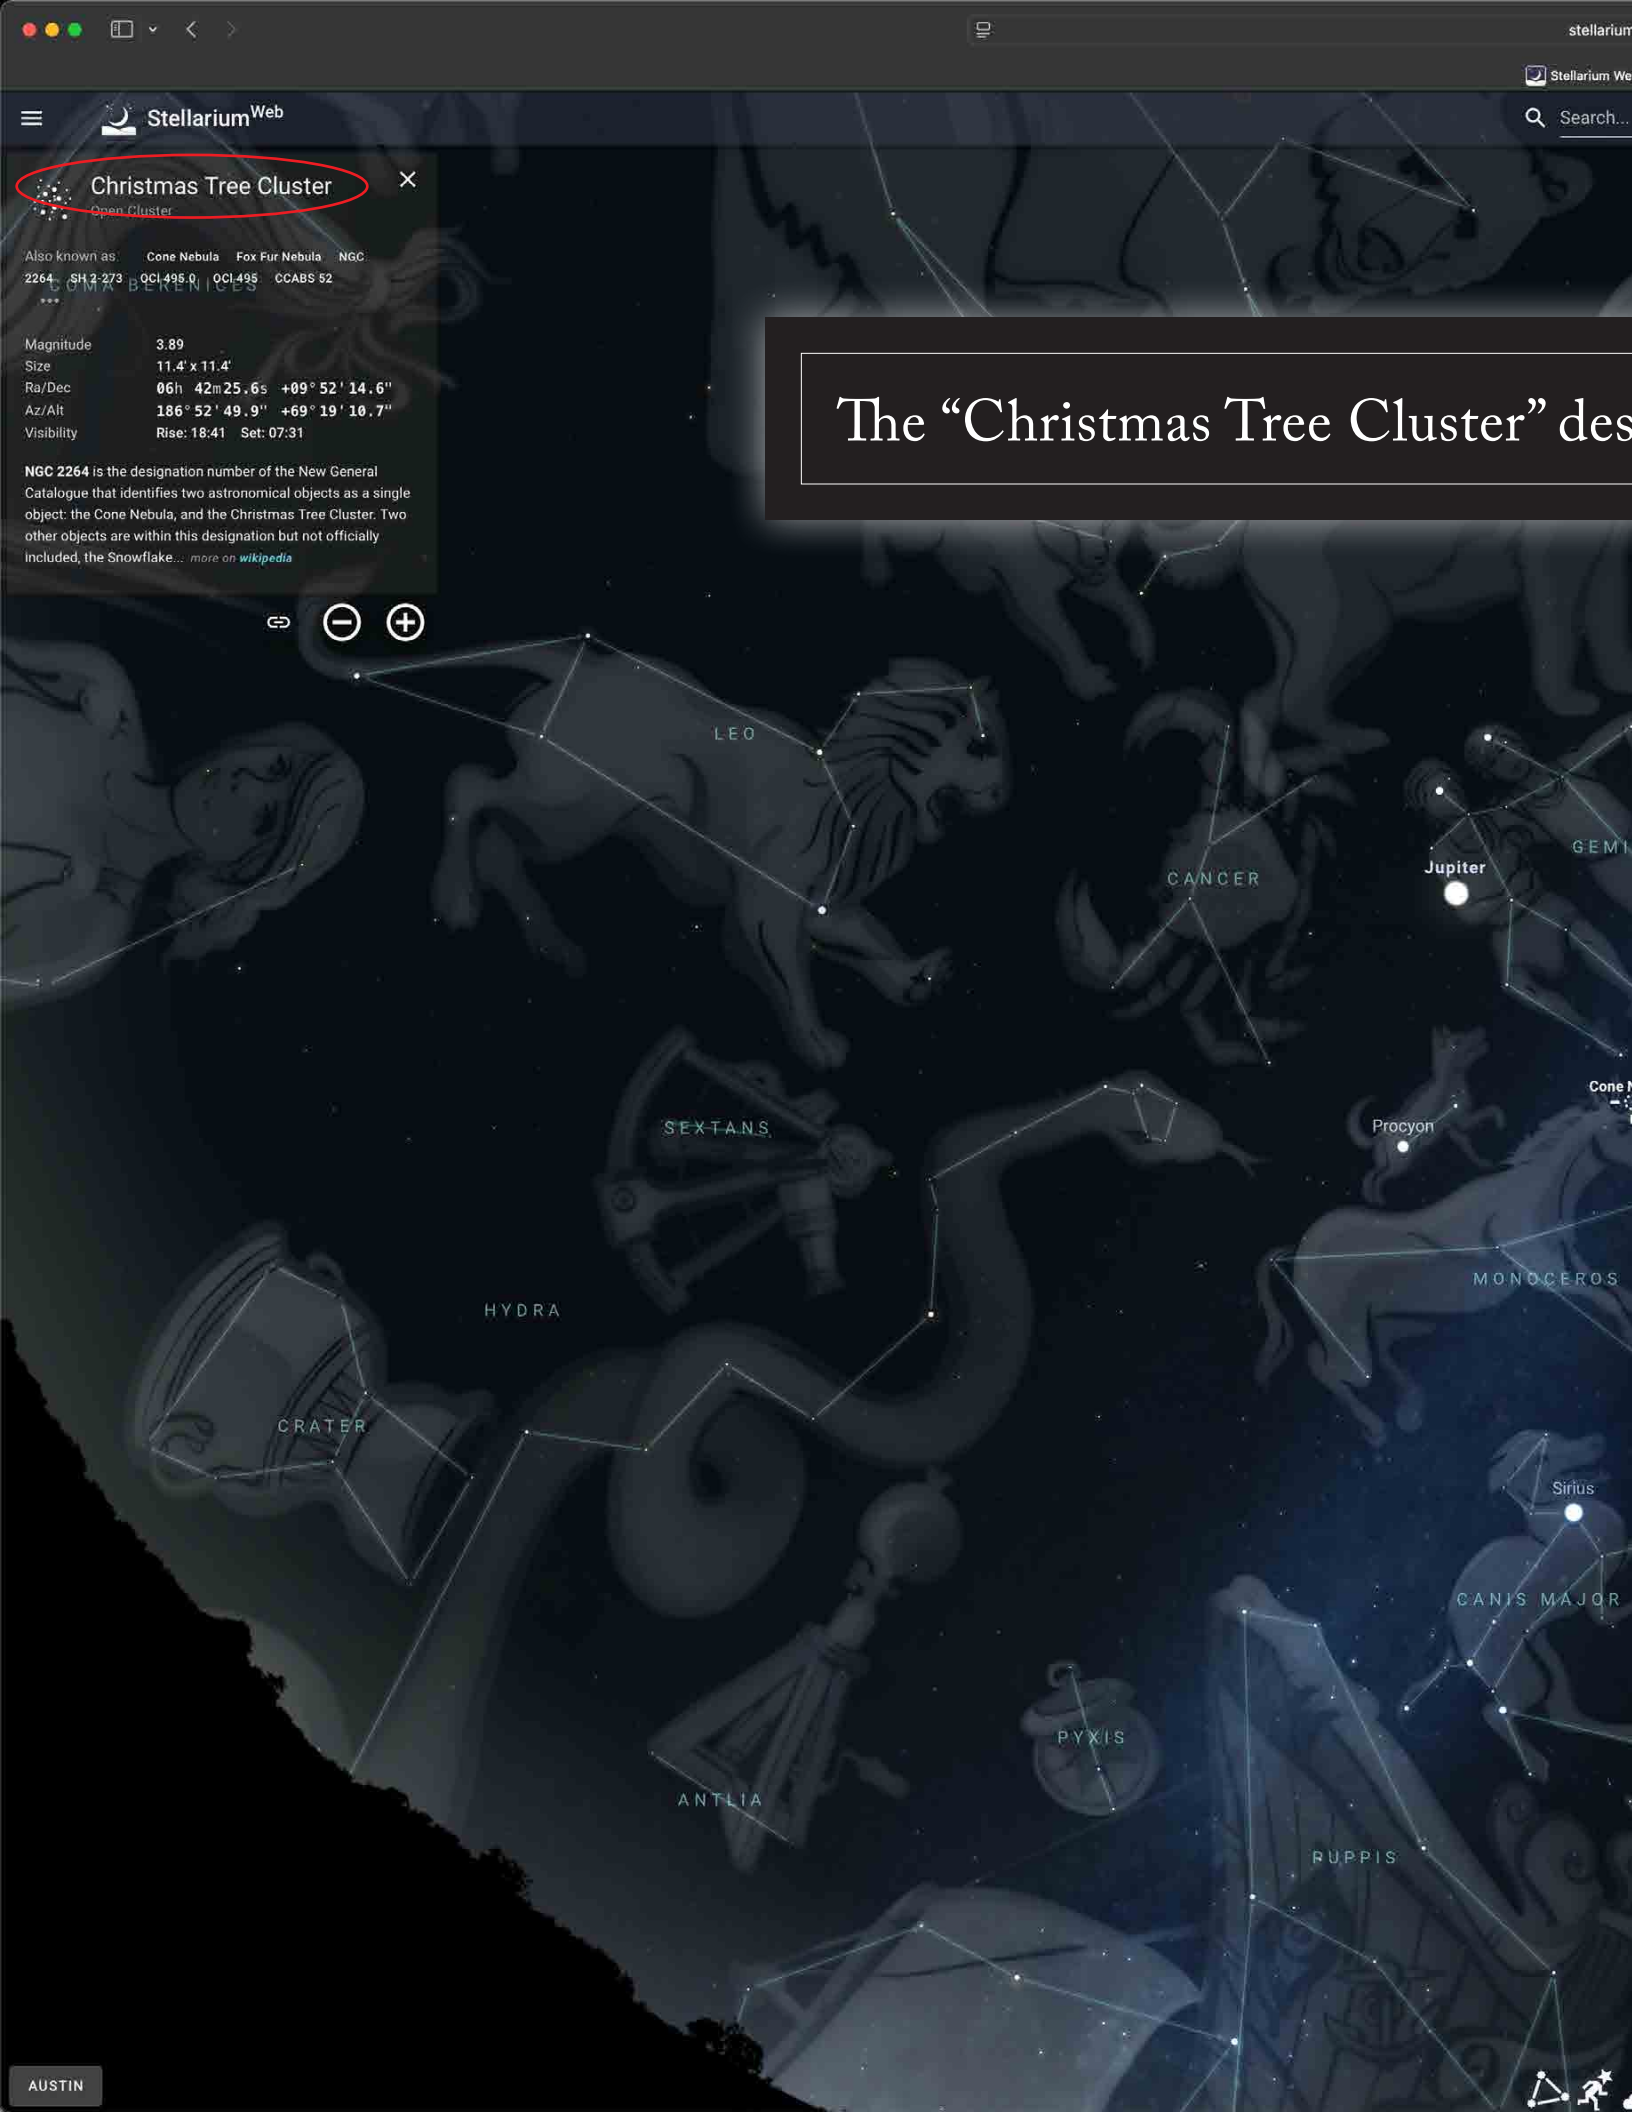 stellarium
Stellarium We
Stellarium Web
Search...
Christmas Tree Cluster
Open Cluster
Also known as Cone Nebula Fox Fur Nebula NGC
2264 SH 2-273 OCl 495.0 OCl 495 CCABS 52
COMA BERENICES
Magnitude 3.89
Size 11.4' x 11.4'
Ra/Dec 06h 42m25.6s +09°52'14.6"
Az/Alt 186°52'49.9" +69°19'10.7"
Visibility Rise: 18:41 Set: 07:31
NGC 2264 is the designation number of the New General
Catalogue that identifies two astronomical objects as a single
object: the Cone Nebula, and the Christmas Tree Cluster. Two
other objects are within this designation but not officially
included, the Snowflake... more on wikipedia
The “Christmas Tree Cluster” des
LEO
GEMI
Jupiter
CANCER
Cone N
Procyon
SEXTANS
MONOCEROS
HYDRA
CRATER
Sirius
CANIS MAJOR
PYXIS
ANTLIA
PUPPIS
AUSTIN